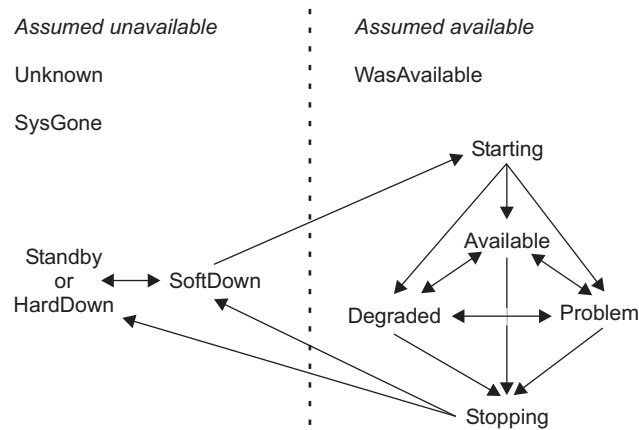 Assumed unavailable
Assumed available
Unknown
WasAvailable
SysGone
Starting
Available
Standby
or
HardDown
SoftDown
Degraded
Problem
Stopping